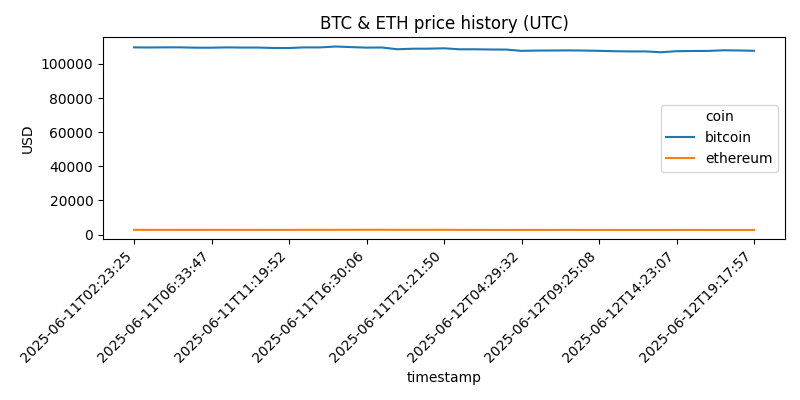 BTC & ETH price history (UTC)
USD
100000
80000
60000
40000
20000
0
coin
bitcoin
ethereum
2025-06-11T02:23:25
2025-06-11T06:33:47
2025-06-11T11:19:52
2025-06-11T16:30:06
2025-06-11T21:21:50
2025-06-12T04:29:32
2025-06-12T09:25:08
2025-06-12T14:23:07
2025-06-12T19:17:57
timestamp